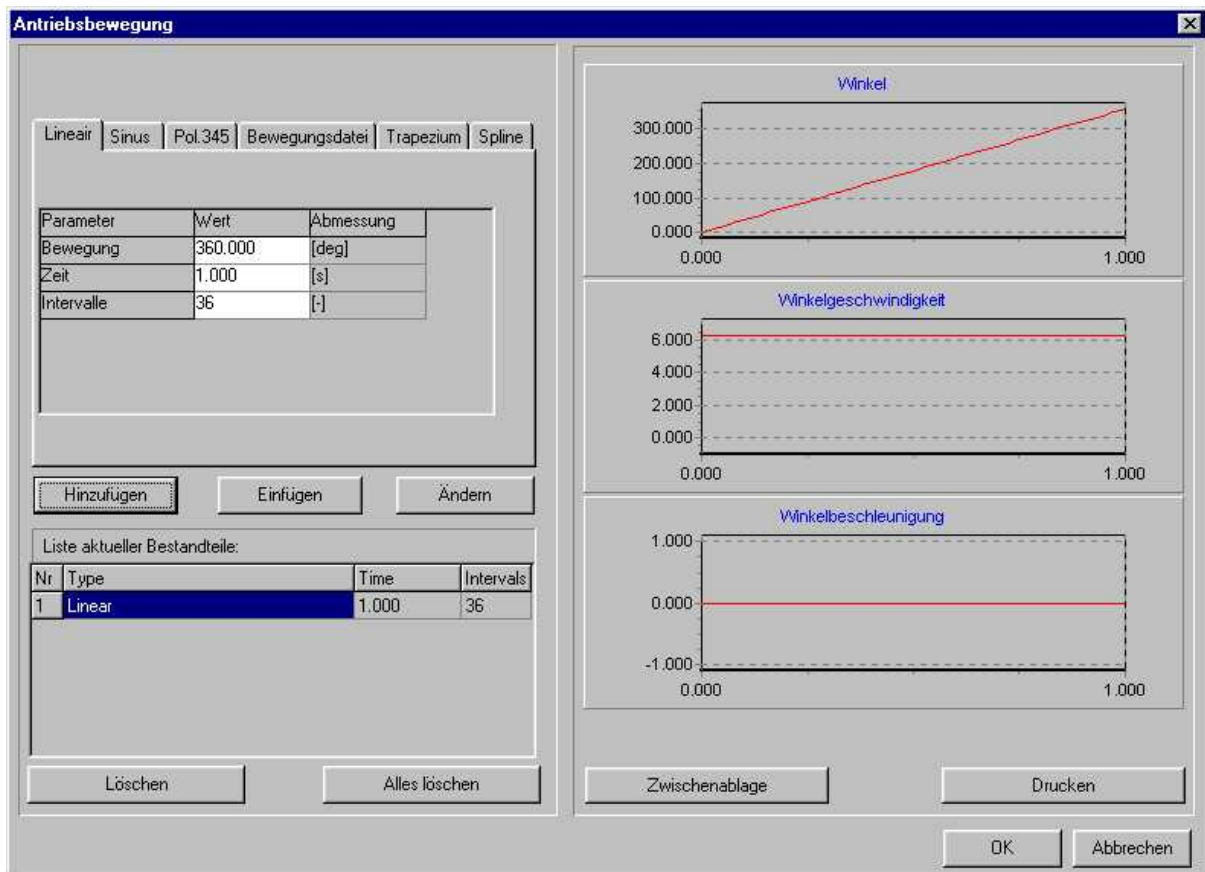 Antriebsbewegung
Lineair Sinus Pol.345 Bewegungsdatei Trapezium Spline
Parameter Wert Abmessung
Bewegung 360.000 [deg]
Zeit 1.000 [s]
Intervalle 36 [-]
Hinzufügen Einfügen Ändern
Liste aktueller Bestandteile:
Nr Type Time Intervals
1 Linear 1.000 36
Löschen Alles löschen
Winkel
300.000
200.000
100.000
0.000
0.000 1.000
Winkelgeschwindigkeit
6.000
4.000
2.000
0.000
0.000 1.000
Winkelbeschleunigung
1.000
0.000
-1.000
0.000 1.000
Zwischenablage Drucken
OK Abbrechen